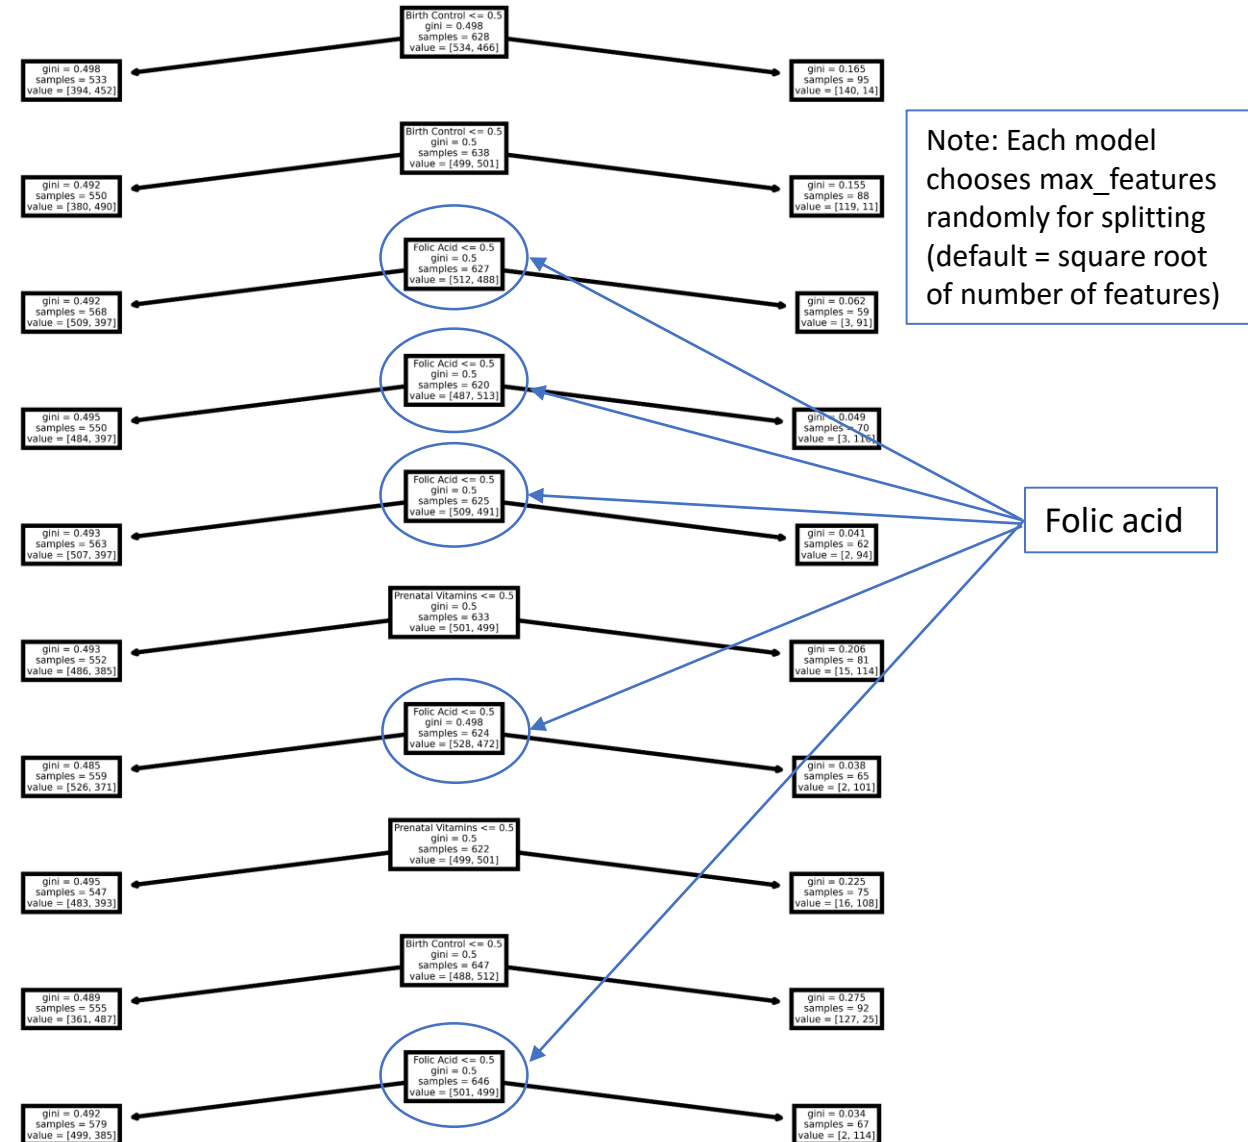 Birth Control <= 0.5
gini = 0.498
samples = 628
value = [534, 466]
gini = 0.498
samples = 533
value = [394, 452]
gini = 0.165
samples = 95
value = [140, 14]
Note: Each model
chooses max_features
randomly for splitting
(default = square root
of number of features)
Birth Control <= 0.5
gini = 0.5
samples = 638
value = [499, 501]
gini = 0.492
samples = 550
value = [380, 490]
gini = 0.155
samples = 88
value = [119, 11]
Folic Acid <= 0.5
gini = 0.5
samples = 627
value = [512, 488]
gini = 0.492
samples = 568
value = [509, 397]
gini = 0.062
samples = 59
value = [3, 91]
Folic Acid <= 0.5
gini = 0.5
samples = 620
value = [487, 513]
gini = 0.495
samples = 550
value = [484, 397]
gini = 0.049
samples = 70
value = [3, 116]
Folic Acid <= 0.5
gini = 0.5
samples = 625
value = [509, 491]
gini = 0.493
samples = 563
value = [507, 397]
gini = 0.041
samples = 62
value = [2, 94]
Folic acid
Prenatal Vitamins <= 0.5
gini = 0.5
samples = 633
value = [501, 499]
gini = 0.493
samples = 552
value = [486, 385]
gini = 0.206
samples = 81
value = [15, 114]
Folic Acid <= 0.5
gini = 0.498
samples = 624
value = [528, 472]
gini = 0.485
samples = 559
value = [526, 371]
gini = 0.038
samples = 65
value = [2, 101]
Prenatal Vitamins <= 0.5
gini = 0.5
samples = 622
value = [499, 501]
gini = 0.495
samples = 547
value = [483, 393]
gini = 0.225
samples = 75
value = [16, 108]
Birth Control <= 0.5
gini = 0.5
samples = 647
value = [488, 512]
gini = 0.489
samples = 555
value = [361, 487]
gini = 0.275
samples = 92
value = [127, 25]
Folic Acid <= 0.5
gini = 0.5
samples = 646
value = [501, 499]
gini = 0.492
samples = 579
value = [499, 385]
gini = 0.034
samples = 67
value = [2, 114]